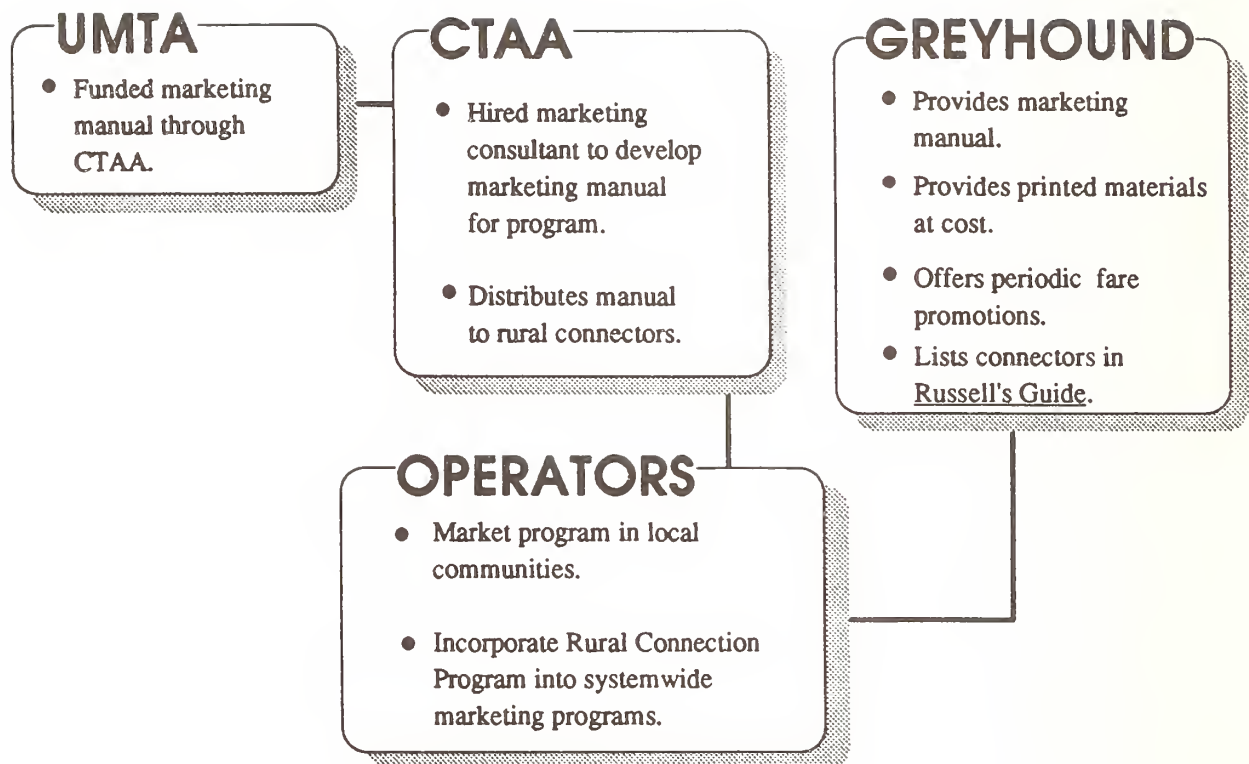 UMTA
• Funded marketing
manual through
CTAA.
CTAA
• Hired marketing
consultant to develop
marketing manual
for program.
• Distributes manual
to rural connectors.
GREYHOUND
• Provides marketing
manual.
• Provides printed materials
at cost.
• Offers periodic fare
promotions.
• Lists connectors in
Russell's Guide.
OPERATORS
• Market program in local
communities.
• Incorporate Rural Connection
Program into systemwide
marketing programs.